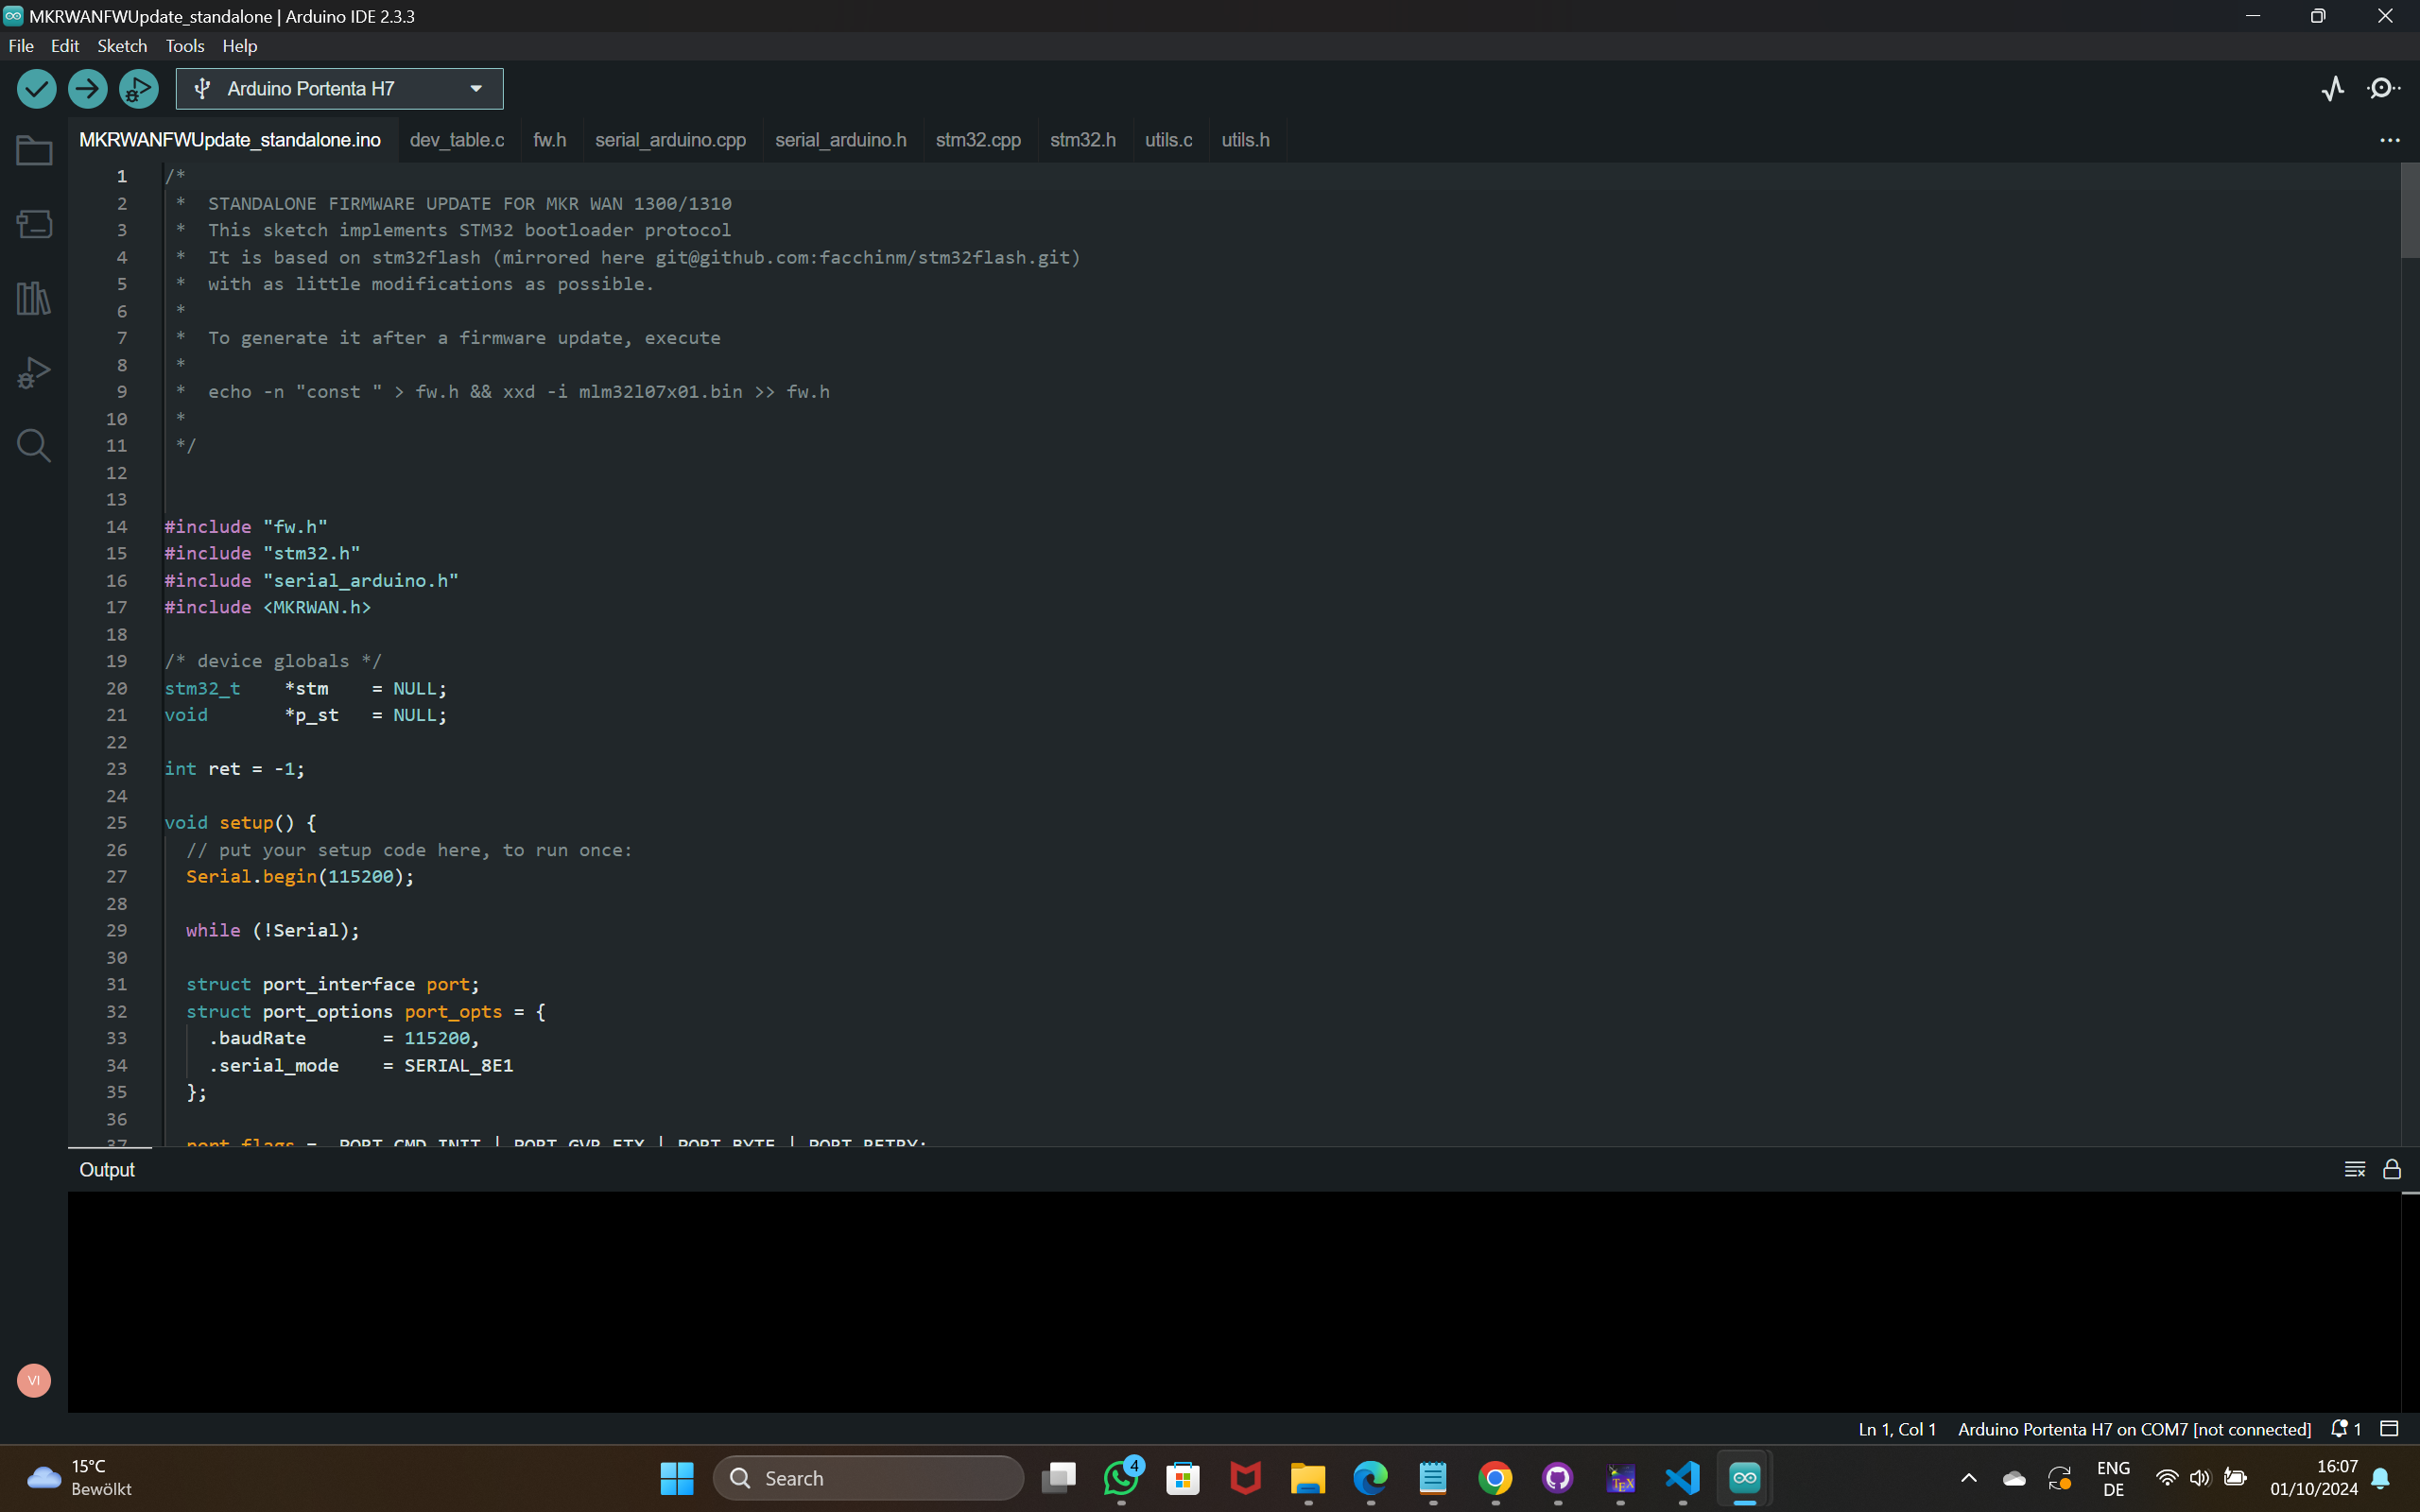 MKRWANFWUpdate_standalone | Arduino IDE 2.3.3
File Edit Sketch Tools Help
Arduino Portenta H7
MKRWANFWUpdate_standalone.ino dev_table.c fw.h serial_arduino.cpp serial_arduino.h stm32.cpp stm32.h utils.c utils.h
1 /*
2 * STANDALONE FIRMWARE UPDATE FOR MKR WAN 1300/1310
3 * This sketch implements STM32 bootloader protocol
4 * It is based on stm32flash (mirrored here git@github.com:facchinm/stm32flash.git)
5 * with as little modifications as possible.
6 *
7 * To generate it after a firmware update, execute
8 *
9 * echo -n "const " > fw.h && xxd -i mlm32l07x01.bin >> fw.h
10 *
11 */
12
13
14 #include "fw.h"
15 #include "stm32.h"
16 #include "serial_arduino.h"
17 #include <MKRWAN.h>
18
19 /* device globals */
20 stm32_t *stm = NULL;
21 void *p_st = NULL;
22
23 int ret = -1;
24
25 void setup() {
26 // put your setup code here, to run once:
27 Serial.begin(115200);
28
29 while (!Serial);
30
31 struct port_interface port;
32 struct port_options port_opts = {
33 .baudRate = 115200,
34 .serial_mode = SERIAL_8E1
35 };
36
37 port.flags = PORT_CMD_INIT | PORT_GVR_ETX | PORT_BYTE | PORT_RETRY;
Output
VI
Ln 1, Col 1 Arduino Portenta H7 on COM7 [not connected] 1
15°C
Bewölkt
Search
4
ENG
DE
16:07
01/10/2024